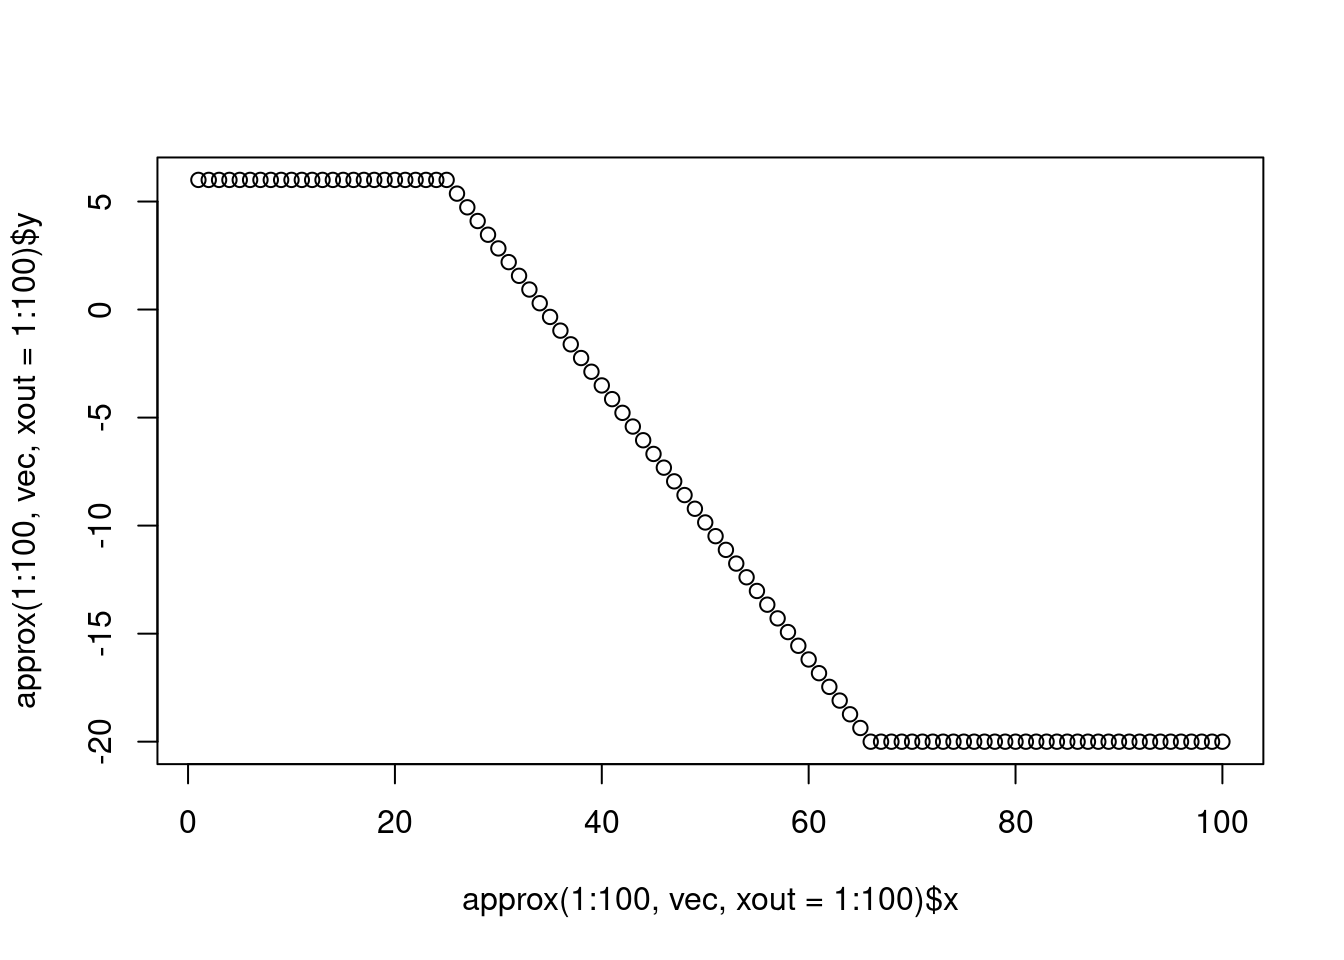 approx(1:100, vec, xout = 1:100)$y
5
0
-5
-10
-15
-20
0 20 40 60 80 100
approx(1:100, vec, xout = 1:100)$x